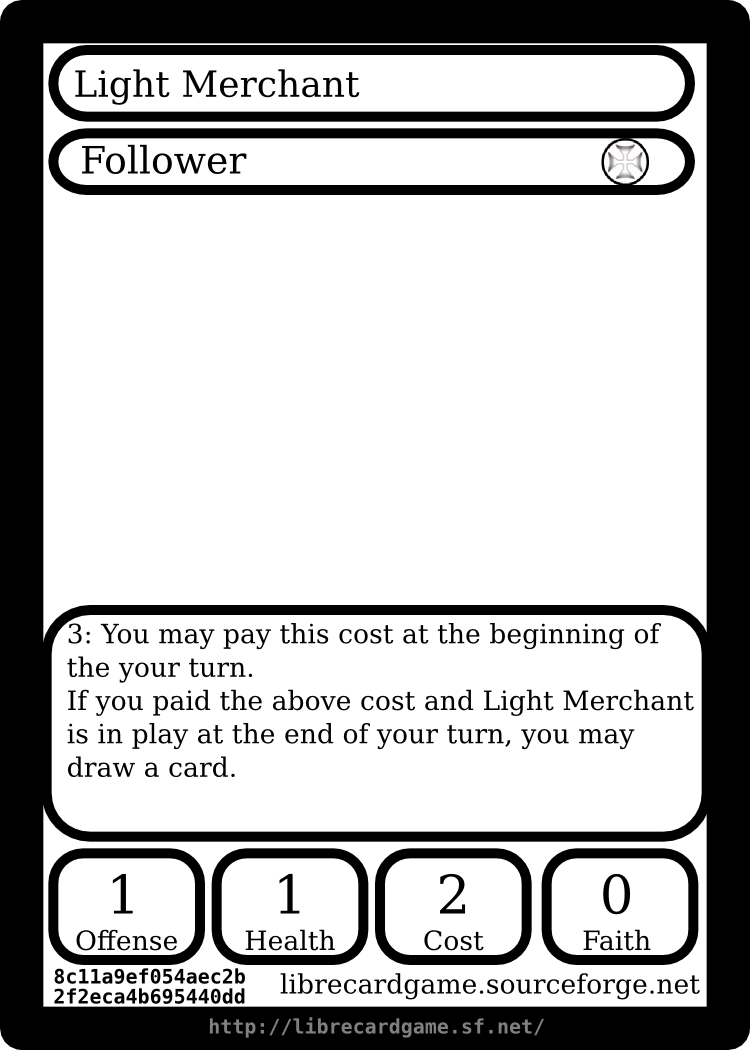 Light Merchant
Follower
3: You may pay this cost at the beginning of
the your turn.
If you paid the above cost and Light Merchant
is in play at the end of your turn, you may
draw a card.
1 1 2 0
Offense Health Cost Faith
8c11a9ef054aec2b
2f2eca4b695440dd
librecardgame.sourceforge.net
http://librecardgame.sf.net/